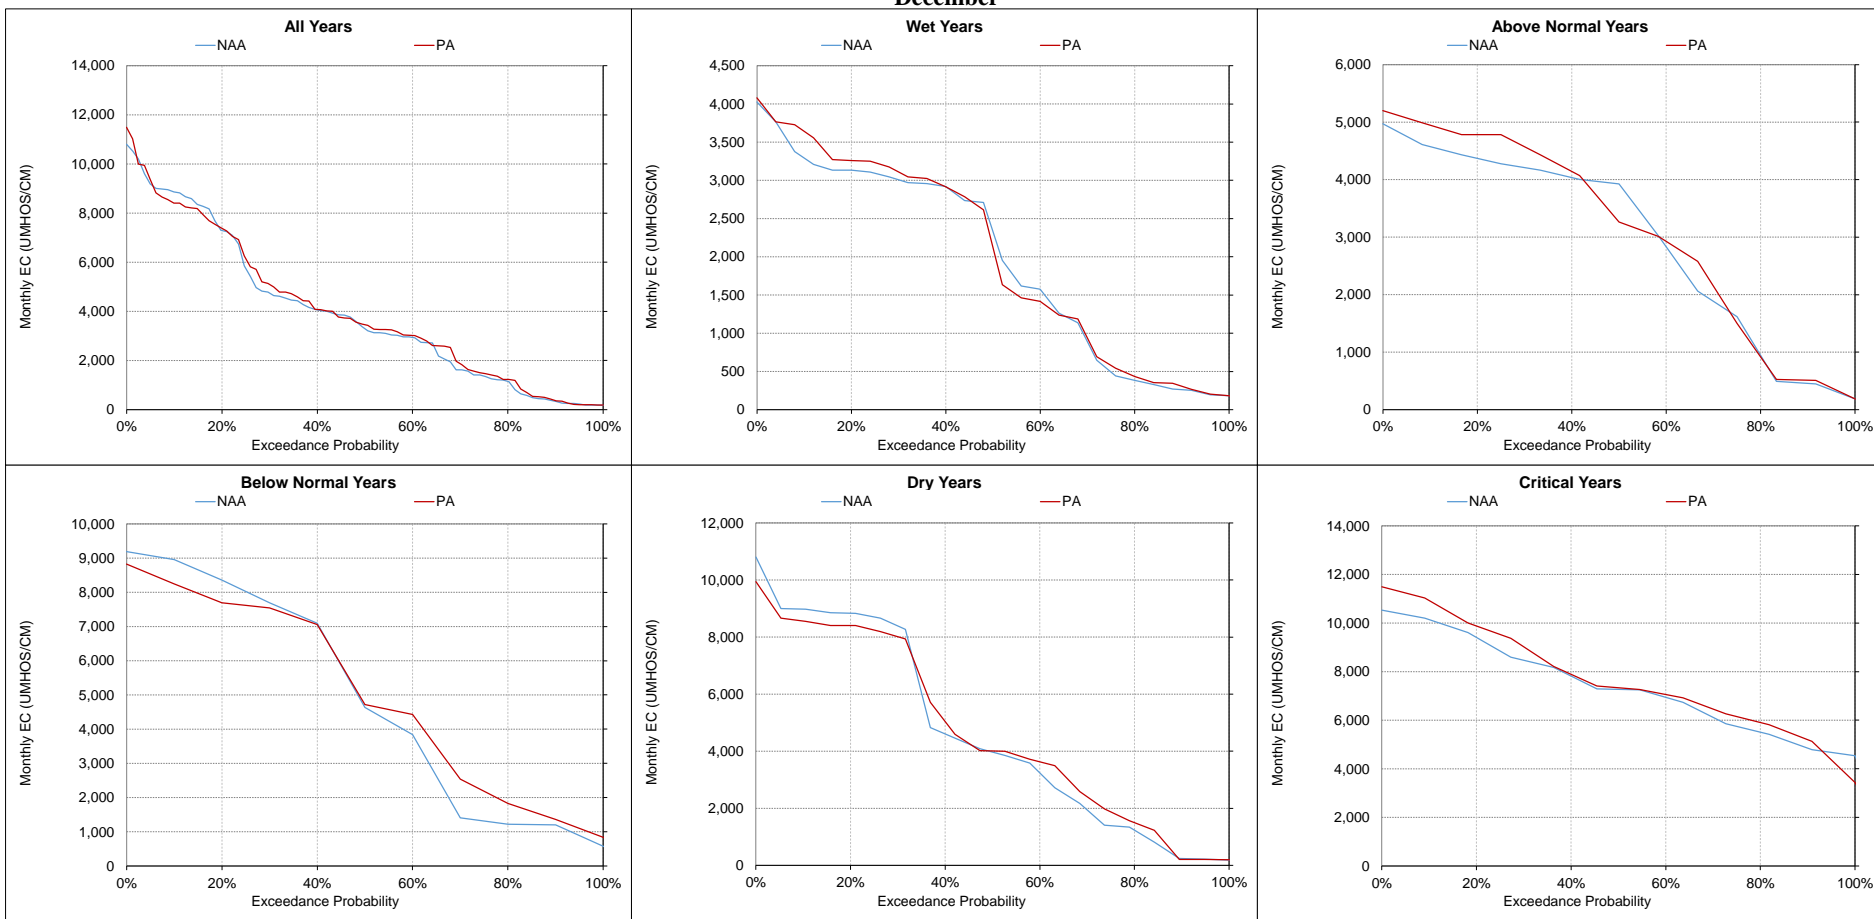 December
All Years
NAA PA
14,000
12,000
10,000
8,000
6,000
4,000
2,000
0
Monthly EC (UMHOS/CM)
0% 20% 40% 60% 80% 100%
Exceedance Probability
Wet Years
NAA PA
4,500
4,000
3,500
3,000
2,500
2,000
1,500
1,000
500
0
Monthly EC (UMHOS/CM)
0% 20% 40% 60% 80% 100%
Exceedance Probability
Above Normal Years
NAA PA
6,000
5,000
4,000
3,000
2,000
1,000
0
Monthly EC (UMHOS/CM)
0% 20% 40% 60% 80% 100%
Exceedance Probability
Below Normal Years
NAA PA
10,000
9,000
8,000
7,000
6,000
5,000
4,000
3,000
2,000
1,000
0
Monthly EC (UMHOS/CM)
0% 20% 40% 60% 80% 100%
Exceedance Probability
Dry Years
NAA PA
12,000
10,000
8,000
6,000
4,000
2,000
0
Monthly EC (UMHOS/CM)
0% 20% 40% 60% 80% 100%
Exceedance Probability
Critical Years
NAA PA
14,000
12,000
10,000
8,000
6,000
4,000
2,000
0
Monthly EC (UMHOS/CM)
0% 20% 40% 60% 80% 100%
Exceedance Probability